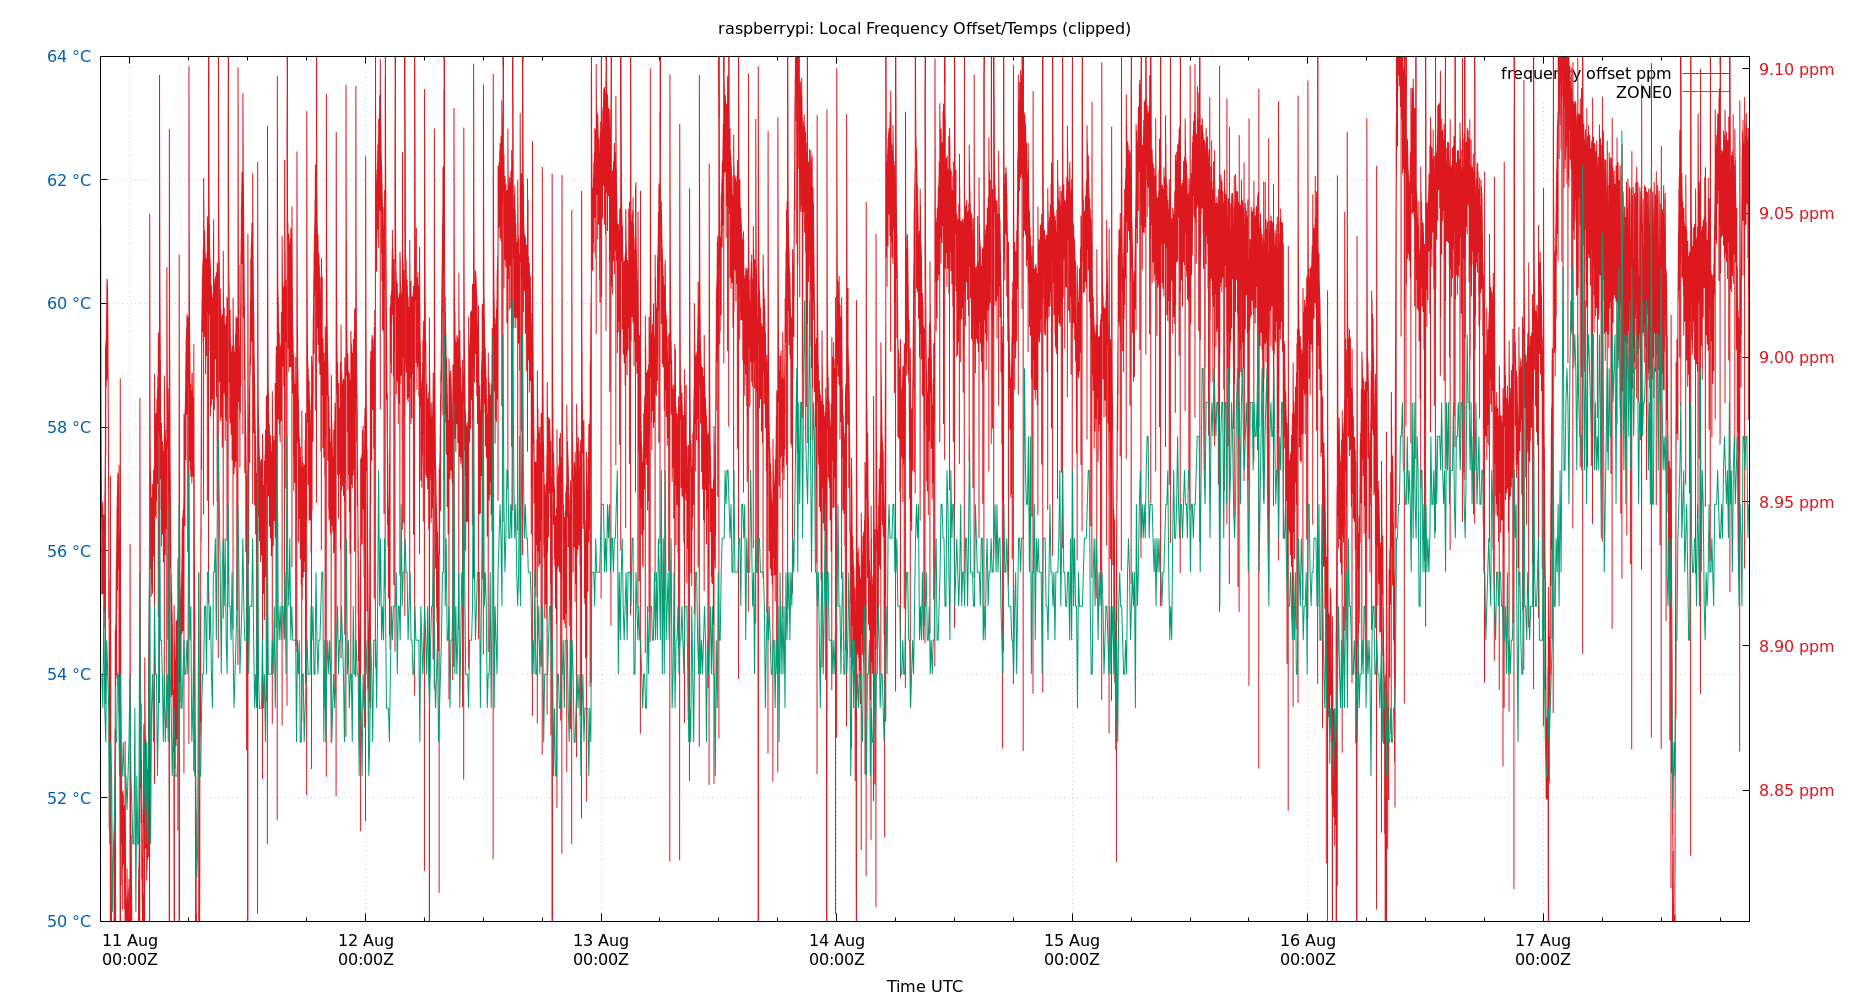 raspberrypi: Local Frequency Offset/Temps (clipped)
64 °C
62 °C
60 °C
58 °C
56 °C
54 °C
52 °C
50 °C
frequency offset ppm
ZONE0
9.10 ppm
9.05 ppm
9.00 ppm
8.95 ppm
8.90 ppm
8.85 ppm
11 Aug
00:00Z
12 Aug
00:00Z
13 Aug
00:00Z
14 Aug
00:00Z
15 Aug
00:00Z
16 Aug
00:00Z
17 Aug
00:00Z
Time UTC